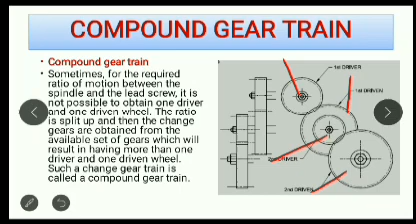 COMPOUND GEAR TRAIN
• Compound gear train
• Sometimes, for the required
ratio of motion between the
spindle and the lead screw, it is
not possible to obtain one driver
and one driven wheel. The ratio
is split up and then the change
gears are obtained from the
available set of gears which will
result in having more than one
driver and one driven wheel.
Such a change gear train is
called a compound gear train.
1st DRIVER
1st DRIVEN
2nd DRIVER
2nd DRIVEN